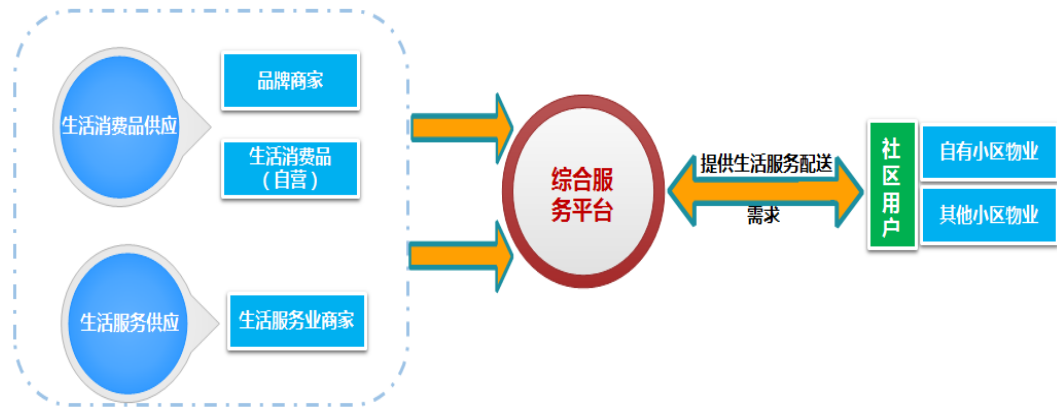 生活消费品供应
品牌商家
生活消费品
（自营）
生活服务供应
生活服务业商家
综合服
务平台
提供生活服务配送
需求
社
区
用
户
自有小区物业
其他小区物业